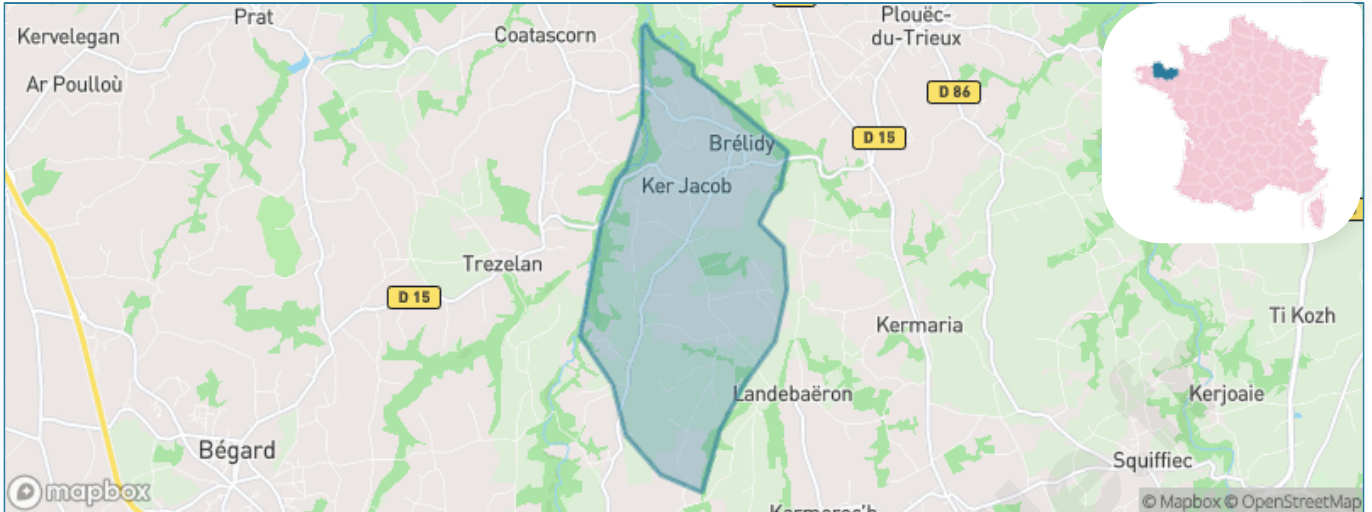 Prat
Kervelegan
Coatascorn
Plouëc-
du-Trieux
Ar Poulloù
D 86
D 15
Brélidy
Ker Jacob
Trezelan
D 15
Kermaria
Ti Kozh
Landebaëron
Kerjoaie
Bégard
Squiffiec
mapbox
© Mapbox © OpenStreetMap